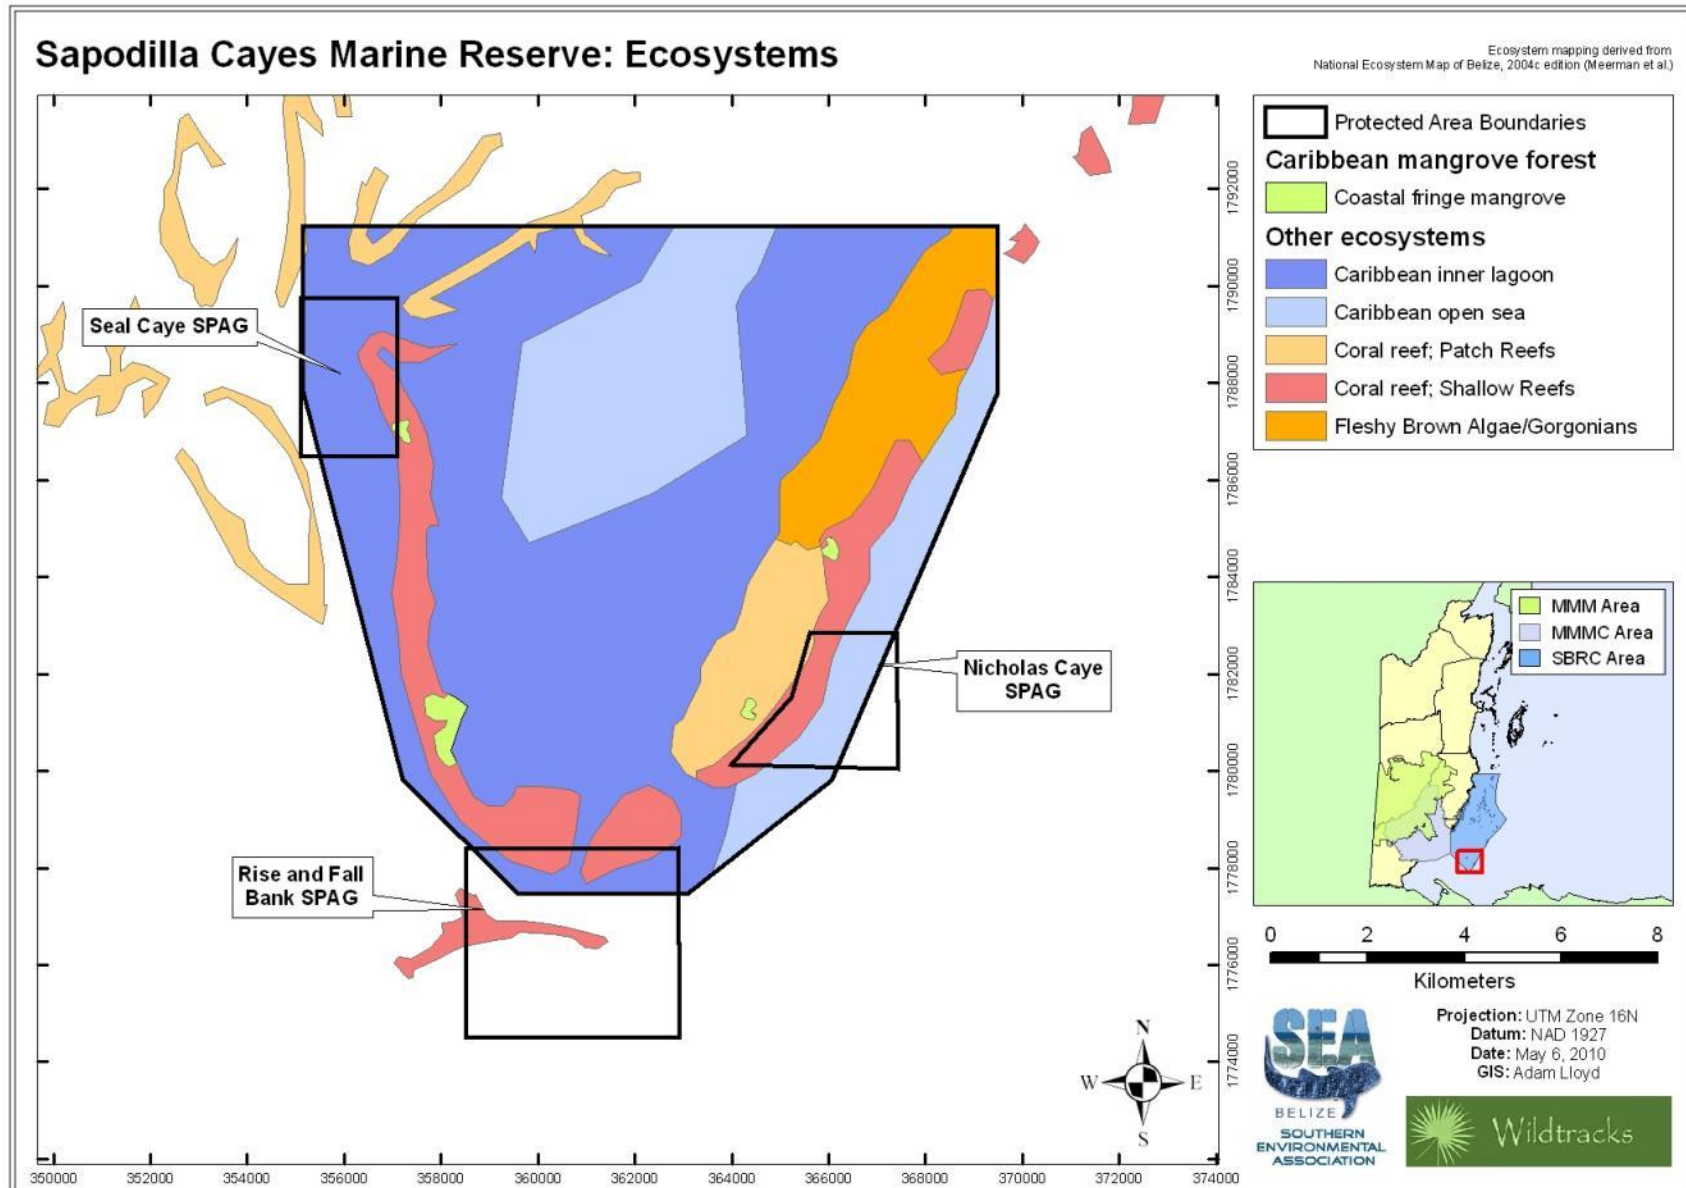 Sapodilla Cayes Marine Reserve: Ecosystems
Ecosystem mapping derived from
National Ecosystem Map of Belize, 2004c edition (Meerman et al.)
Protected Area Boundaries
Caribbean mangrove forest
Coastal fringe mangrove
Other ecosystems
Caribbean inner lagoon
Caribbean open sea
Coral reef; Patch Reefs
Coral reef; Shallow Reefs
Fleshy Brown Algae/Gorgonians
Seal Caye SPAG
Nicholas Caye
SPAG
Rise and Fall
Bank SPAG
1792000
1790000
1788000
1786000
1784000
1782000
1780000
1778000
1776000
1774000
350000 352000 354000 356000 358000 360000 362000 364000 366000 368000 370000 372000 374000
N
W E
S
MMM Area
MMMC Area
SBRC Area
0 2 4 6 8
Kilometers
SEA
BELIZE
SOUTHERN
ENVIRONMENTAL
ASSOCIATION
Projection: UTM Zone 16N
Datum: NAD 1927
Date: May 6, 2010
GIS: Adam Lloyd
Wildtracks